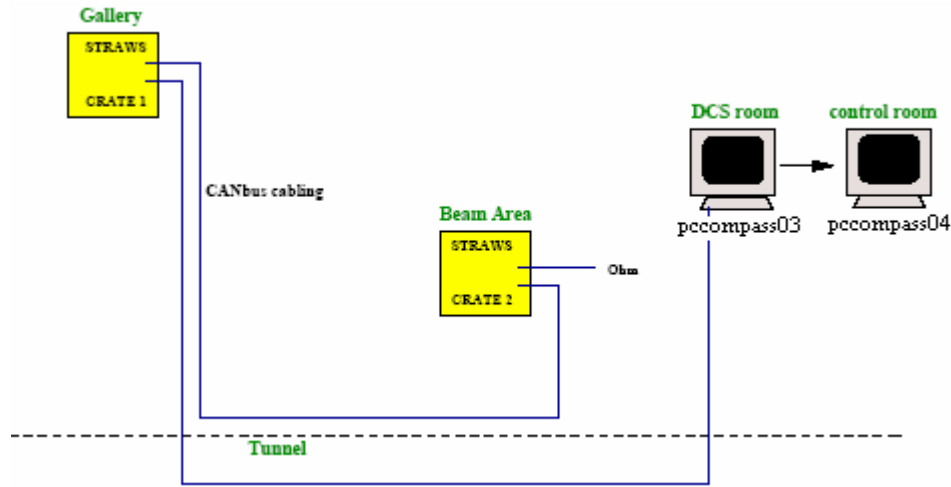 Gallery
STRAWS
CRATE 1
CANbus cabling
Beam Area
STRAWS
CRATE 2
Ohm
DCS room
control room
pccompass03
pccompass04
Tunnel